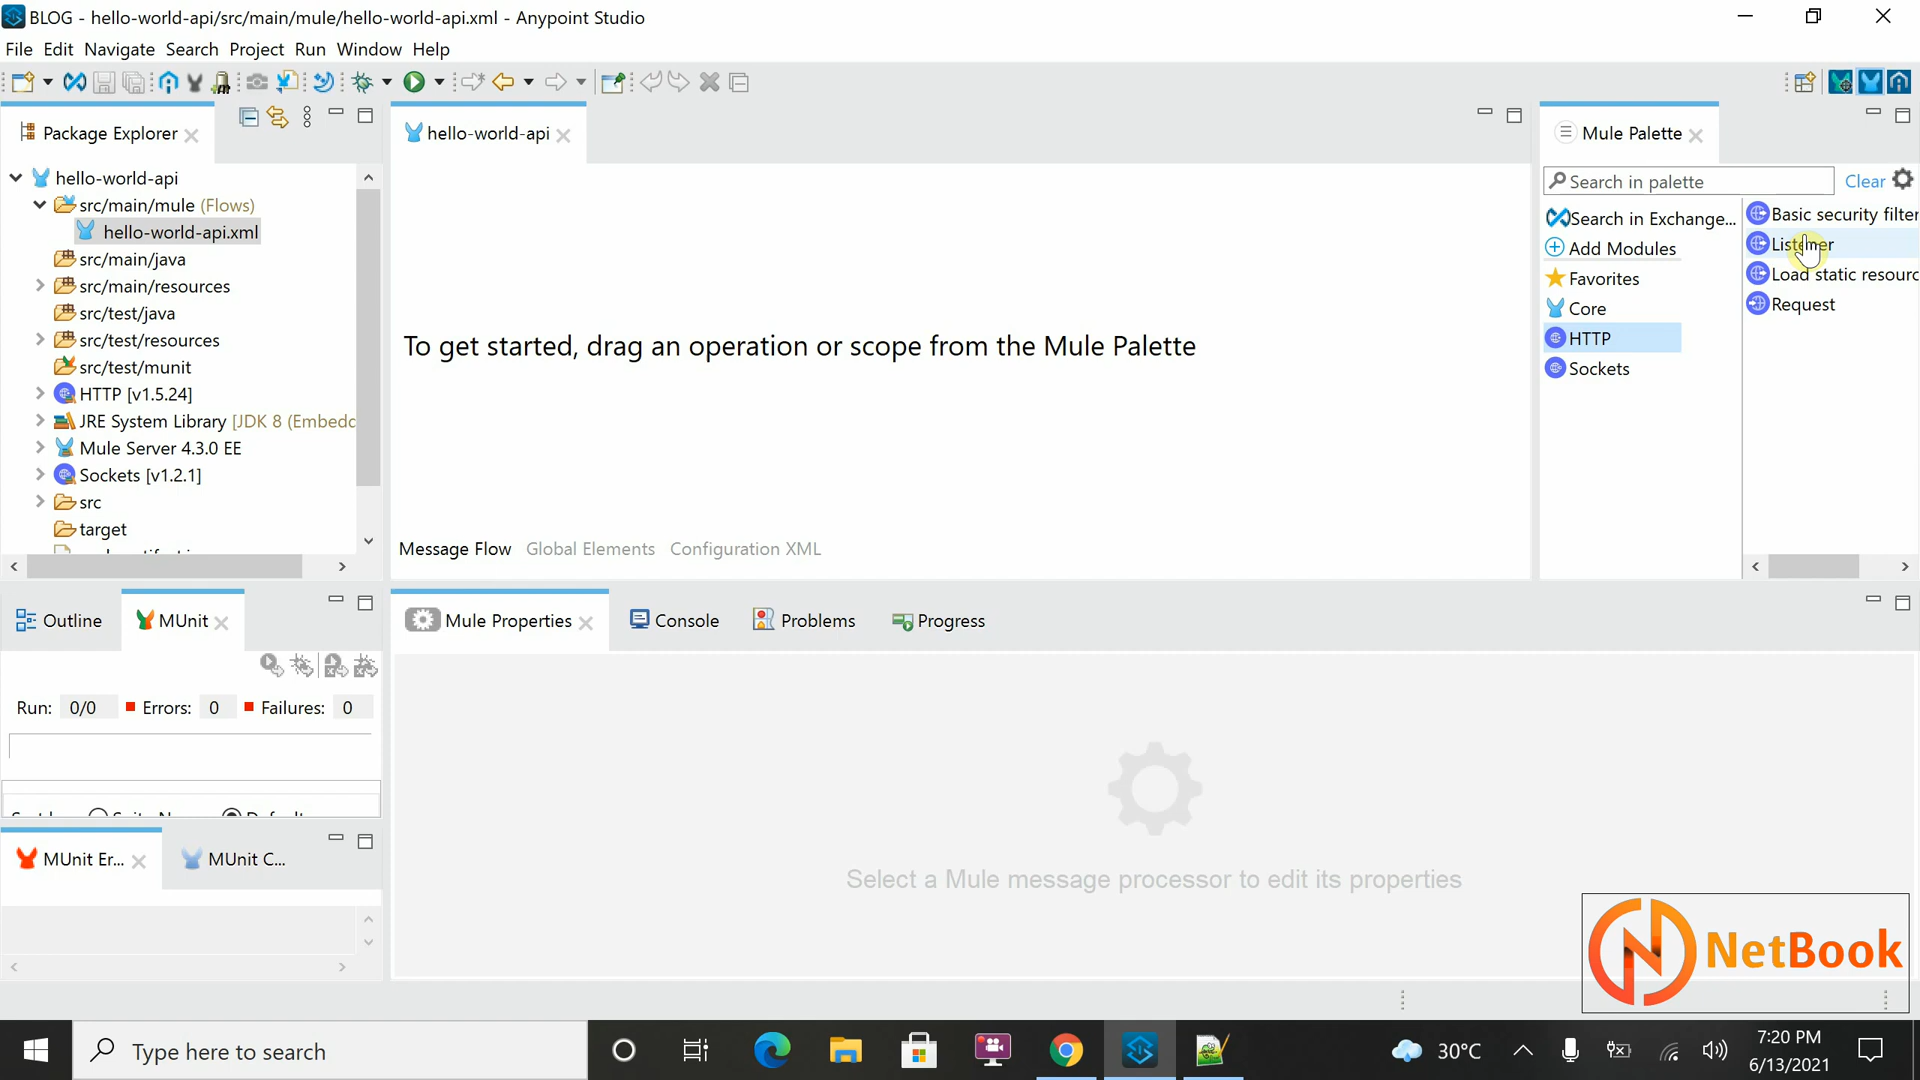 BLOG - hello-world-api/src/main/mule/hello-world-api.xml - Anypoint Studio
File Edit Navigate Search Project Run Window Help
Package Explorer
hello-world-api
src/main/mule (Flows)
hello-world-api.xml
src/main/java
src/main/resources
src/test/java
src/test/resources
src/test/munit
HTTP [v1.5.24]
JRE System Library [JDK 8 (Embedc
Mule Server 4.3.0 EE
Sockets [v1.2.1]
src
target
hello-world-api
To get started, drag an operation or scope from the Mule Palette
Message Flow Global Elements Configuration XML
Mule Palette
Search in palette
Clear
Search in Exchange...
Add Modules
Favorites
Core
HTTP
Sockets
Basic security filter
Listener
Load static resourc
Request
Outline
MUnit
Run: 0/0 Errors: 0 Failures: 0
MUnit Er...
MUnit C...
Mule Properties
Console
Problems
Progress
Select a Mule message processor to edit its properties
NetBook
Type here to search
30°C
7:20 PM
6/13/2021